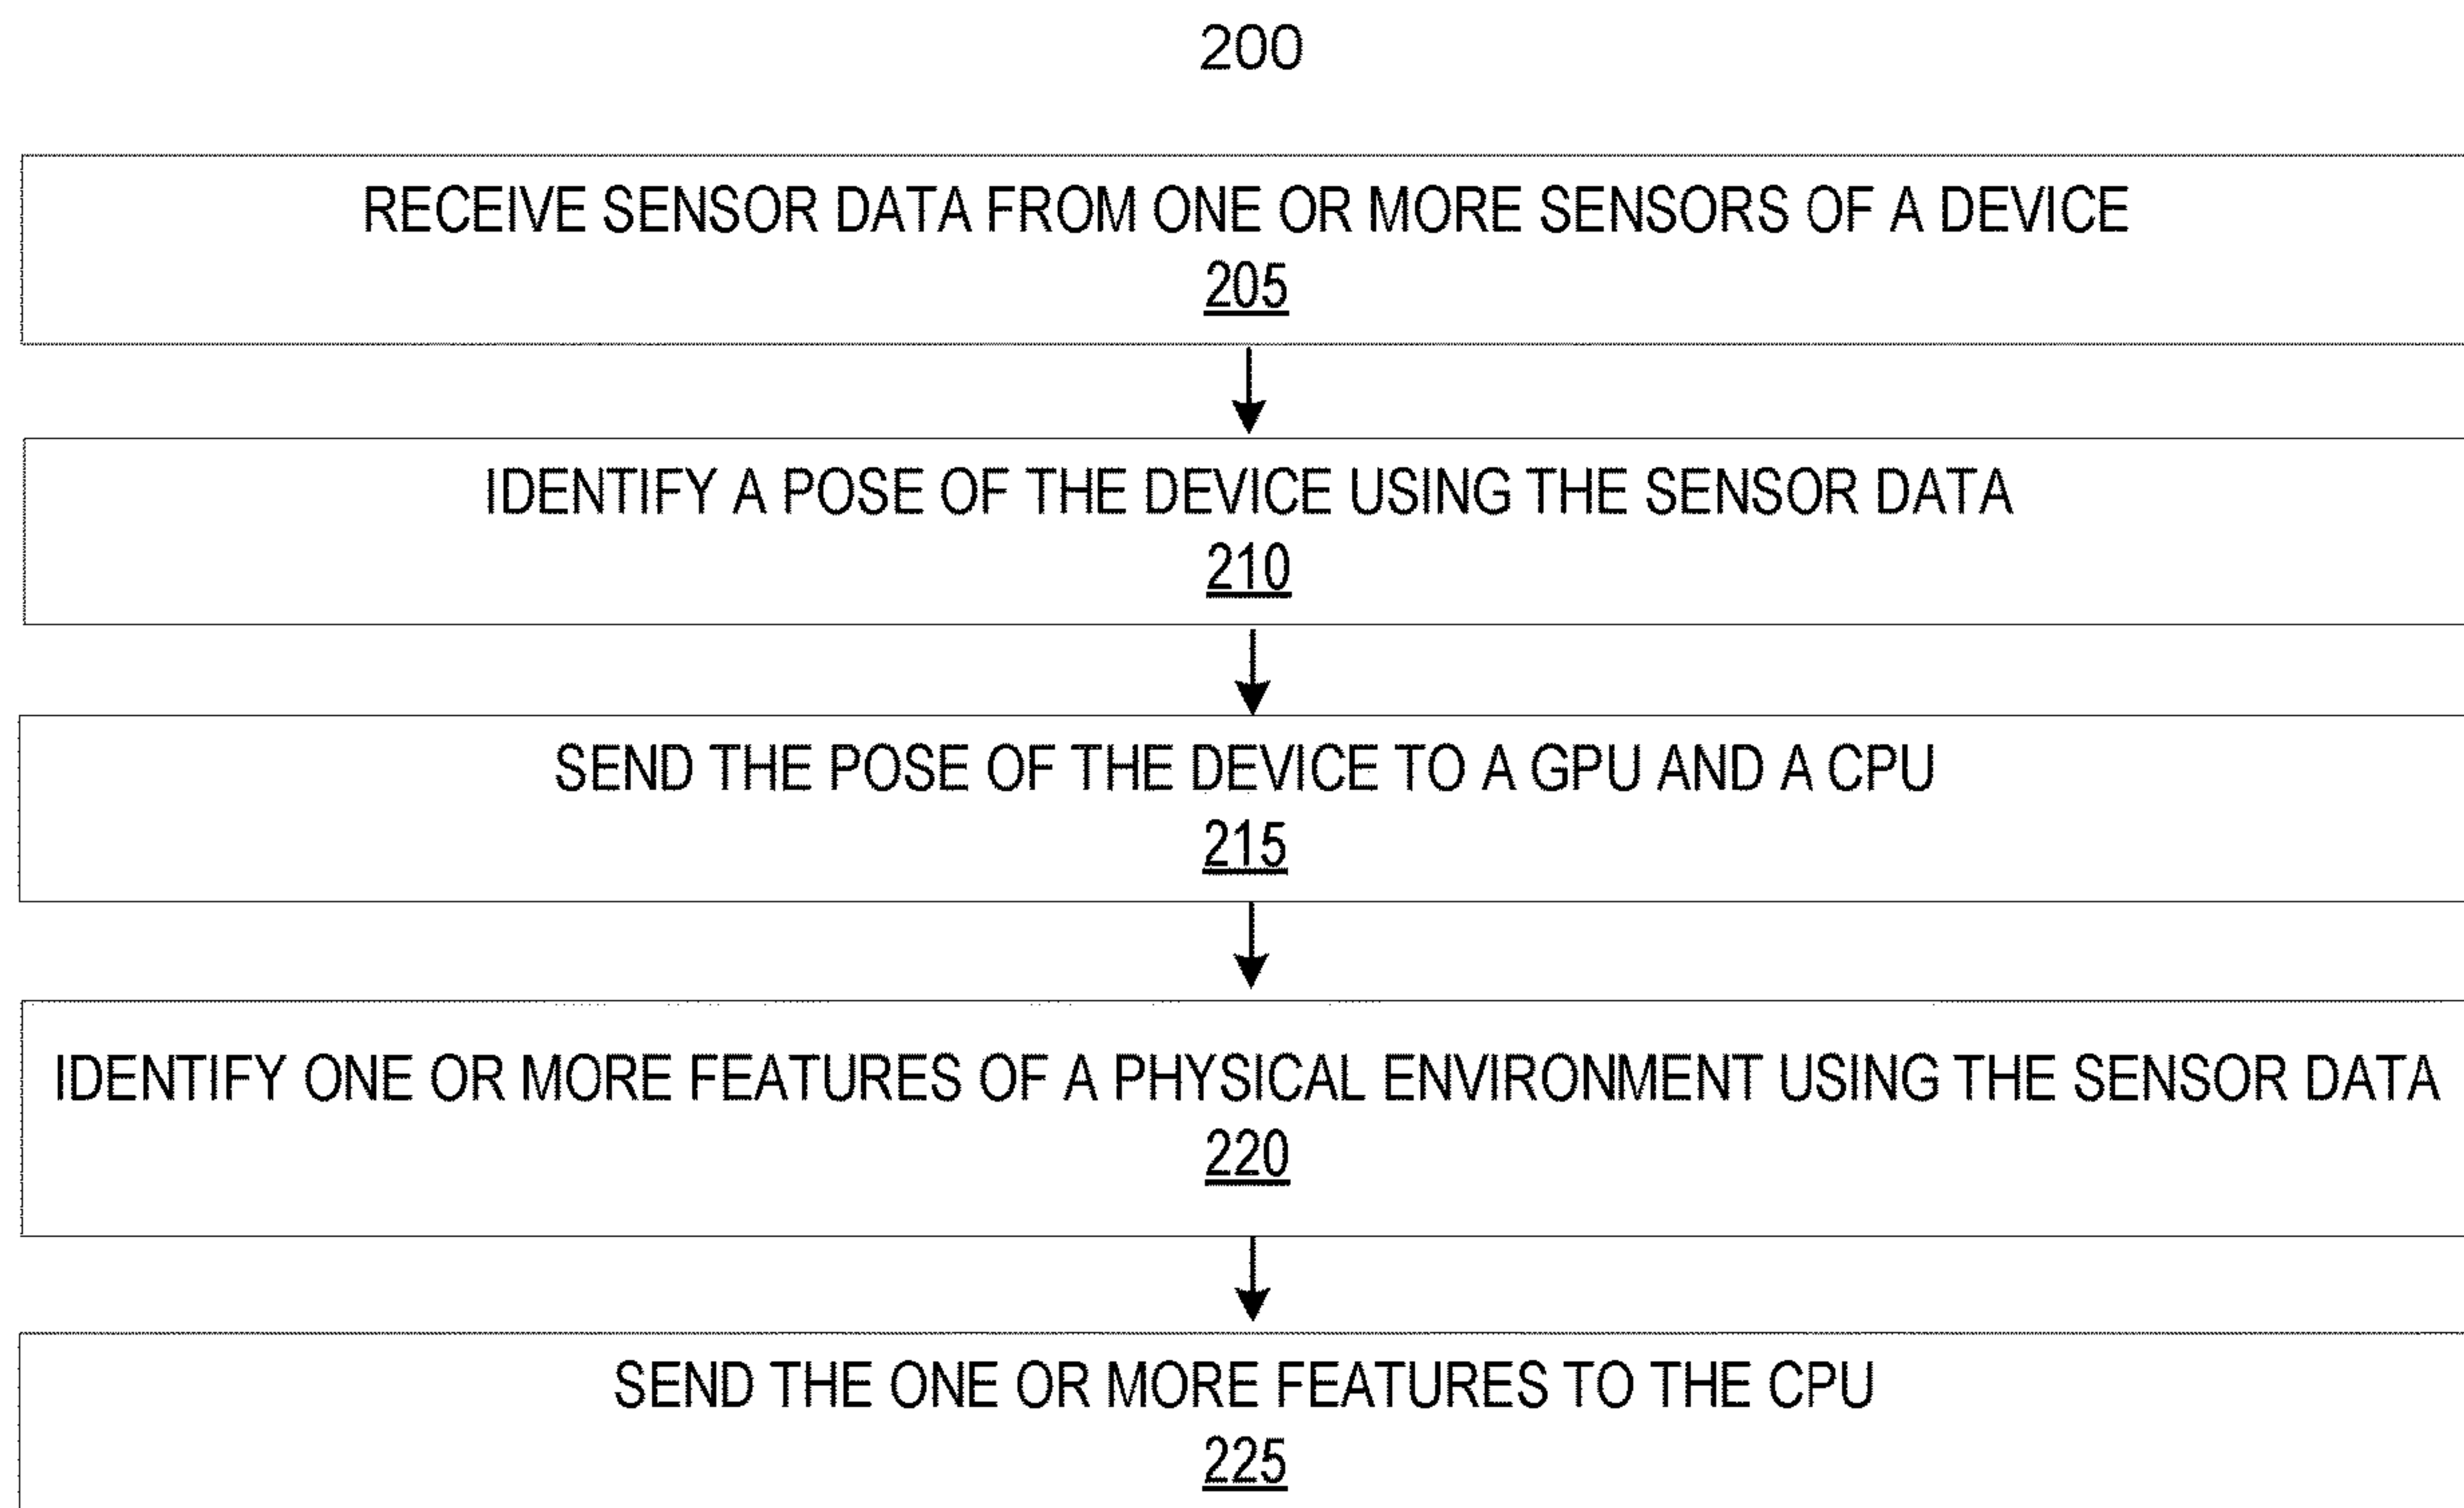 200
RECEIVE SENSOR DATA FROM ONE OR MORE SENSORS OF A DEVICE
205
IDENTIFY A POSE OF THE DEVICE USING THE SENSOR DATA
210
SEND THE POSE OF THE DEVICE TO A GPU AND A CPU
215
IDENTIFY ONE OR MORE FEATURES OF A PHYSICAL ENVIRONMENT USING THE SENSOR DATA
220
SEND THE ONE OR MORE FEATURES TO THE CPU
225